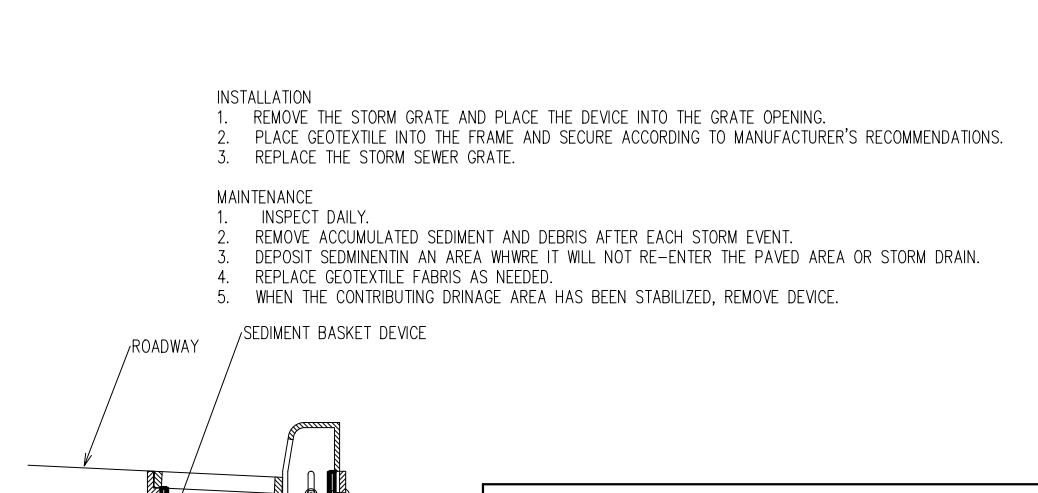 INSTALLATION
1. REMOVE THE STORM GRATE AND PLACE THE DEVICE INTO THE GRATE OPENING.
2. PLACE GEOTEXTILE INTO THE FRAME AND SECURE ACCORDING TO MANUFACTURER'S RECOMMENDATIONS.
3. REPLACE THE STORM SEWER GRATE.
MAINTENANCE
1. INSPECT DAILY.
2. REMOVE ACCUMULATED SEDIMENT AND DEBRIS AFTER EACH STORM EVENT.
3. DEPOSIT SEDMINENTIN AN AREA WHWRE IT WILL NOT RE-ENTER THE PAVED AREA OR STORM DRAIN.
4. REPLACE GEOTEXTILE FABRIS AS NEEDED.
5. WHEN THE CONTRIBUTING DRINAGE AREA HAS BEEN STABILIZED, REMOVE DEVICE.
SEDIMENT BASKET DEVICE
ROADWAY